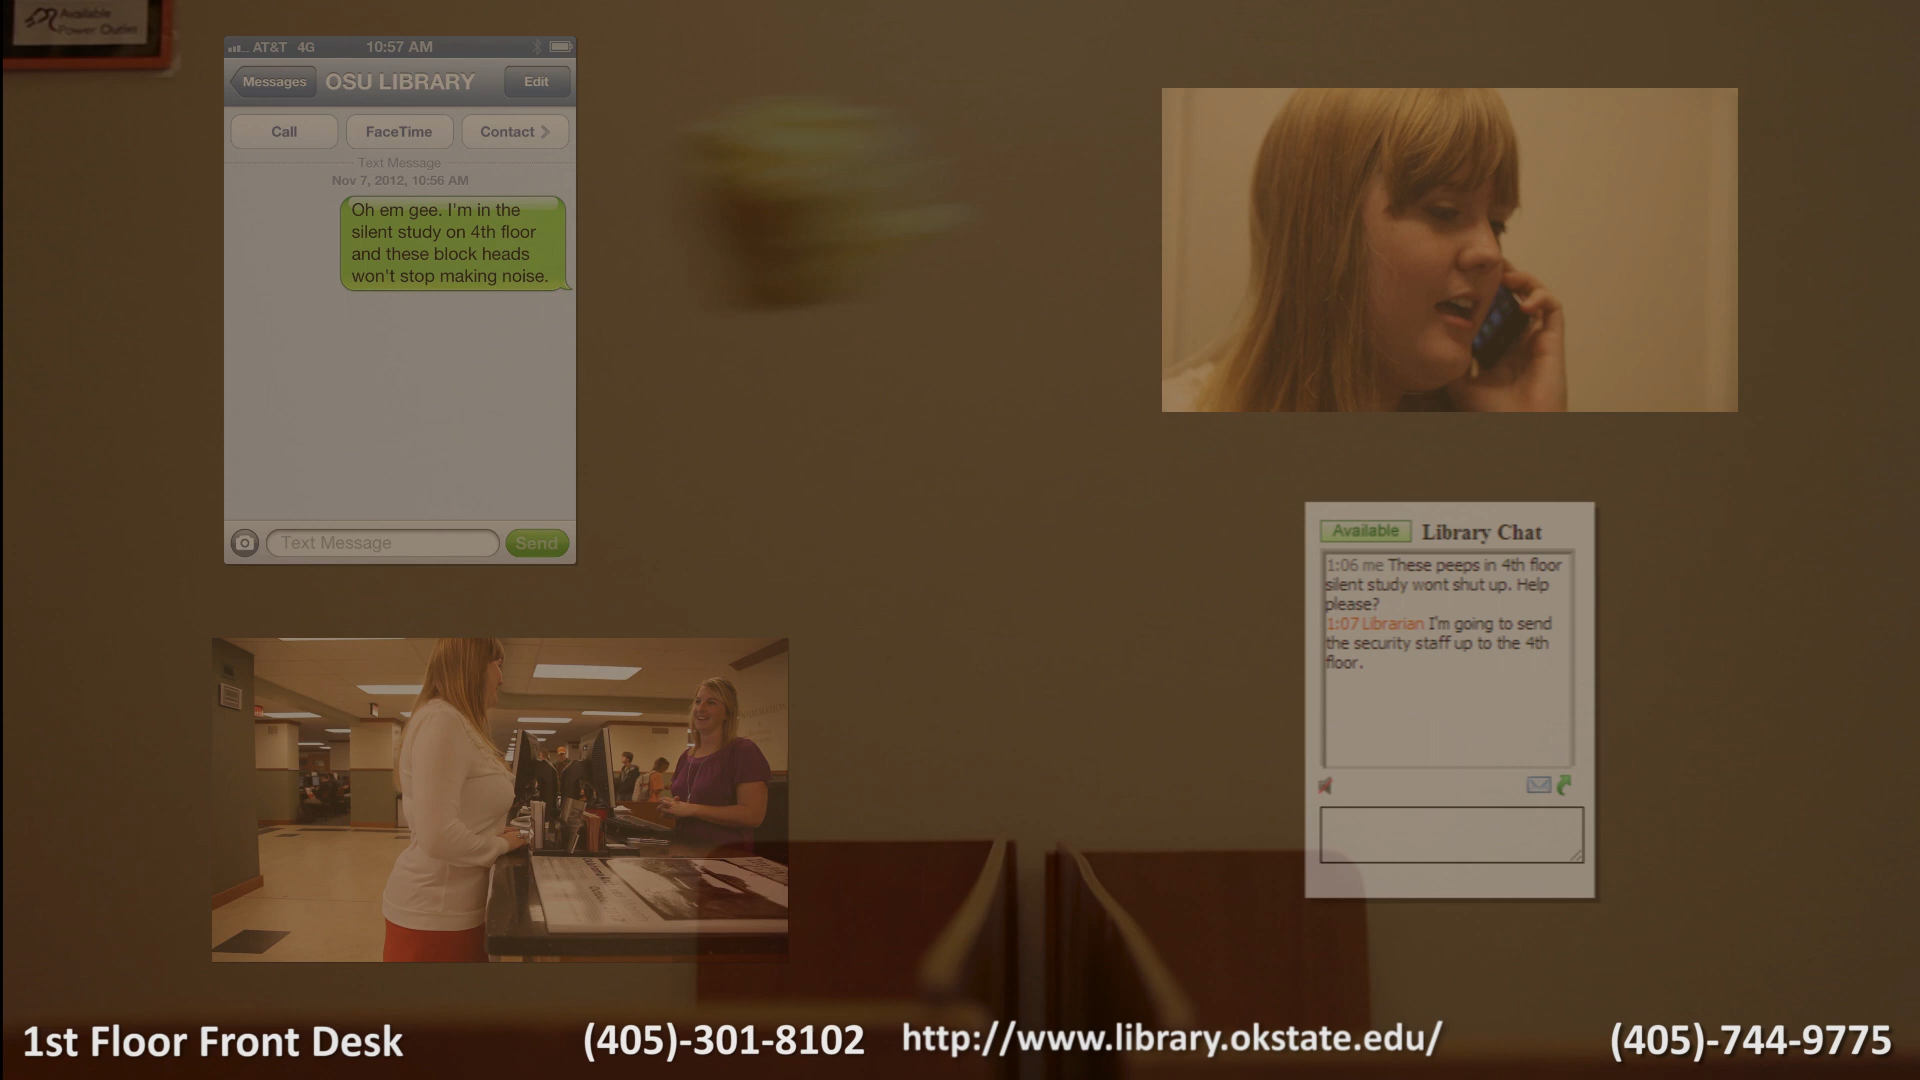 Available
Power Outlet
AT&T 4G 10:57 AM
Messages OSU LIBRARY Edit
Call FaceTime Contact
Text Message
Nov 7, 2012, 10:56 AM
Oh em gee. I'm in the
silent study on 4th floor
and these block heads
won't stop making noise.
Text Message Send
Available Library Chat
1:06 me These peeps in 4th floor
silent study wont shut up. Help
please?
1:07 Librarian I'm going to send
the security staff up to the 4th
floor.
1st Floor Front Desk (405)-301-8102 http://www.library.okstate.edu/ (405)-744-9775